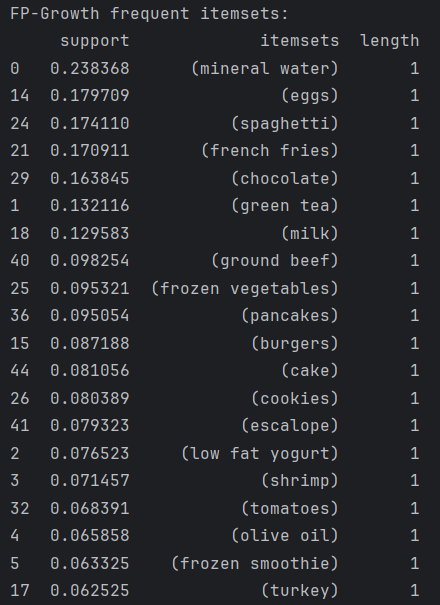 FP-Growth frequent itemsets:
support itemsets length
0 0.238368 (mineral water) 1
14 0.179709 (eggs) 1
24 0.174110 (spaghetti) 1
21 0.170911 (french fries) 1
29 0.163845 (chocolate) 1
1 0.132116 (green tea) 1
18 0.129583 (milk) 1
40 0.098254 (ground beef) 1
25 0.095321 (frozen vegetables) 1
36 0.095054 (pancakes) 1
15 0.087188 (burgers) 1
44 0.081056 (cake) 1
26 0.080389 (cookies) 1
41 0.079323 (escalope) 1
2 0.076523 (low fat yogurt) 1
3 0.071457 (shrimp) 1
32 0.068391 (tomatoes) 1
4 0.065858 (olive oil) 1
5 0.063325 (frozen smoothie) 1
17 0.062525 (turkey) 1